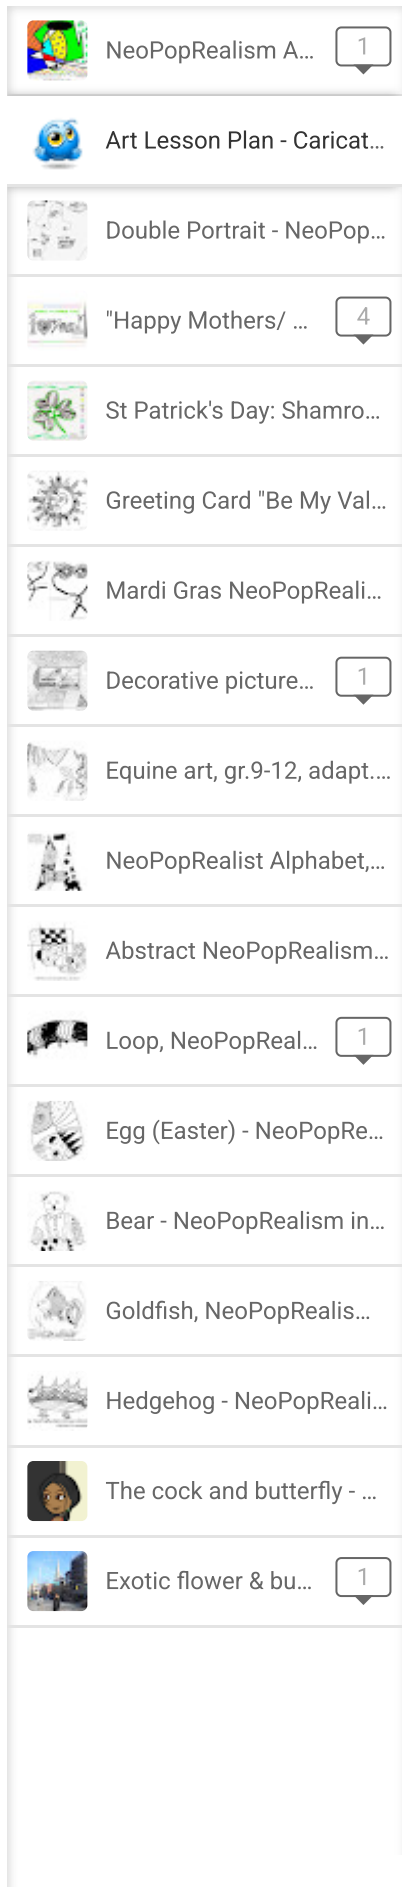 NeoPopRealism A...
1
Art Lesson Plan - Caricat...
Double Portrait - NeoPop...
"Happy Mothers/ ...
4
St Patrick's Day: Shamro...
Greeting Card "Be My Val...
Mardi Gras NeoPopReali...
Decorative picture...
1
Equine art, gr.9-12, adapt....
NeoPopRealist Alphabet,...
Abstract NeoPopRealism...
Loop, NeoPopReal...
1
Egg (Easter) - NeoPopRe...
Bear - NeoPopRealism in...
Goldfish, NeoPopRealis...
Hedgehog - NeoPopReali...
The cock and butterfly - ...
Exotic flower & bu...
1